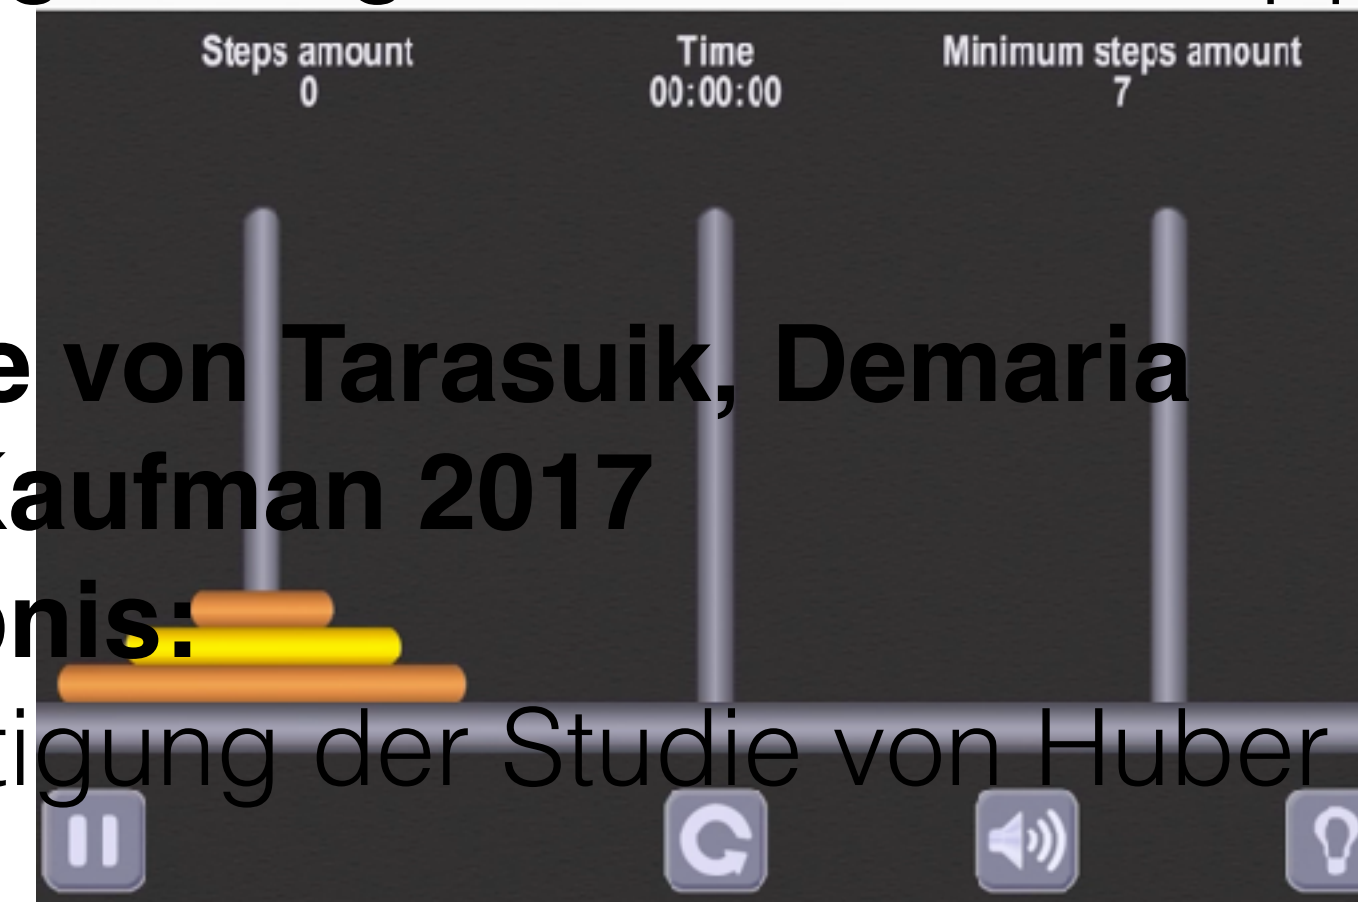 Steps amount Time Minimum steps amount
0 00:00:00 7
e von Tarasuik, Demaria
Kaufman 2017
nis:
tigung der Studie von Huber